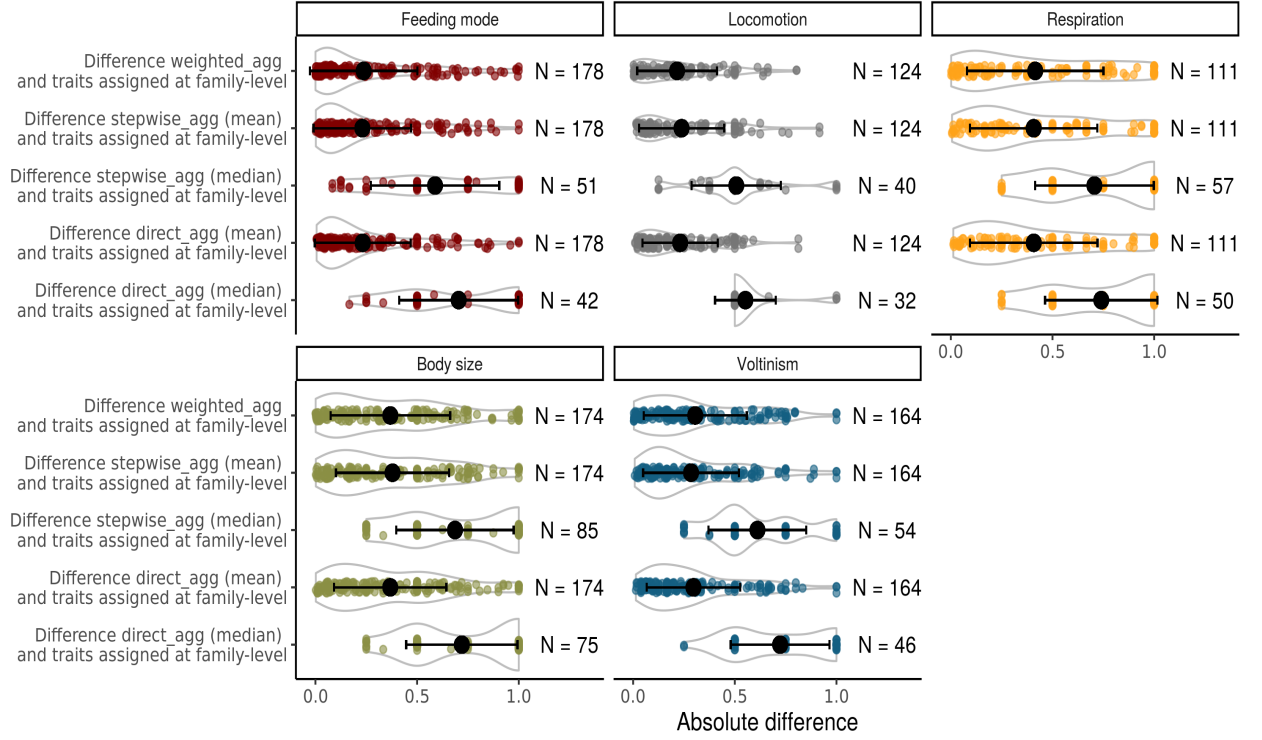 Feeding mode
Locomotion
Respiration
Difference weighted_agg
and traits assigned at family-level
N = 178
N = 124
N = 111
Difference stepwise_agg (mean)
and traits assigned at family-level
N = 178
N = 124
N = 111
Difference stepwise_agg (median)
and traits assigned at family-level
N = 51
N = 40
N = 57
Difference direct_agg (mean)
and traits assigned at family-level
N = 178
N = 124
N = 111
Difference direct_agg (median)
and traits assigned at family-level
N = 42
N = 32
N = 50
0.0 0.5 1.0
Body size
Voltinism
Difference weighted_agg
and traits assigned at family-level
N = 174
N = 164
Difference stepwise_agg (mean)
and traits assigned at family-level
N = 174
N = 164
Difference stepwise_agg (median)
and traits assigned at family-level
N = 85
N = 54
Difference direct_agg (mean)
and traits assigned at family-level
N = 174
N = 164
Difference direct_agg (median)
and traits assigned at family-level
N = 75
N = 46
0.0 0.5 1.0
0.0 0.5 1.0
Absolute difference